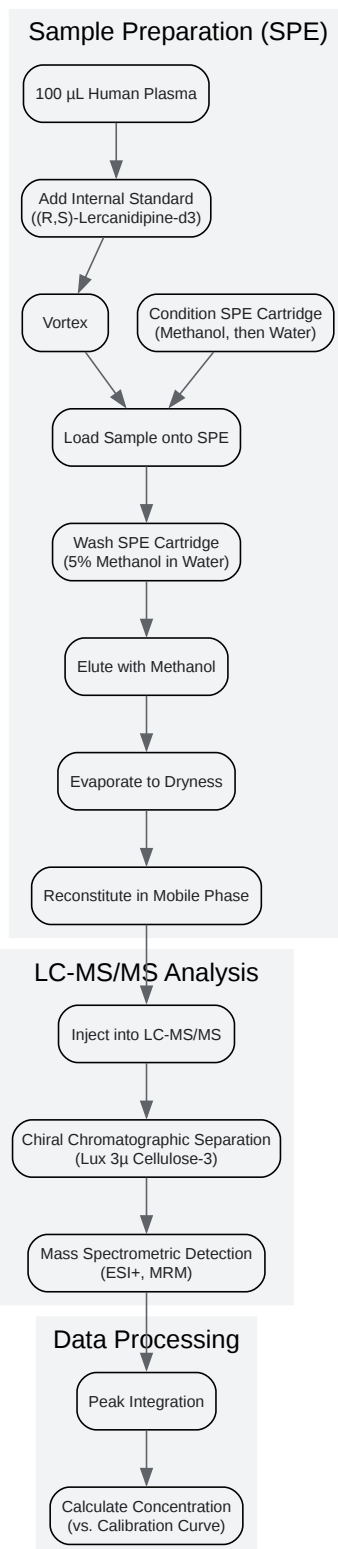 Sample Preparation (SPE)
100 µL Human Plasma
Add Internal Standard
((R,S)-Lercanidipine-d3)
Vortex
Condition SPE Cartridge
(Methanol, then Water)
Load Sample onto SPE
Wash SPE Cartridge
(5% Methanol in Water)
Elute with Methanol
Evaporate to Dryness
Reconstitute in Mobile Phase
LC-MS/MS Analysis
Inject into LC-MS/MS
Chiral Chromatographic Separation
(Lux 3µ Cellulose-3)
Mass Spectrometric Detection
(ESI+, MRM)
Data Processing
Peak Integration
Calculate Concentration
(vs. Calibration Curve)